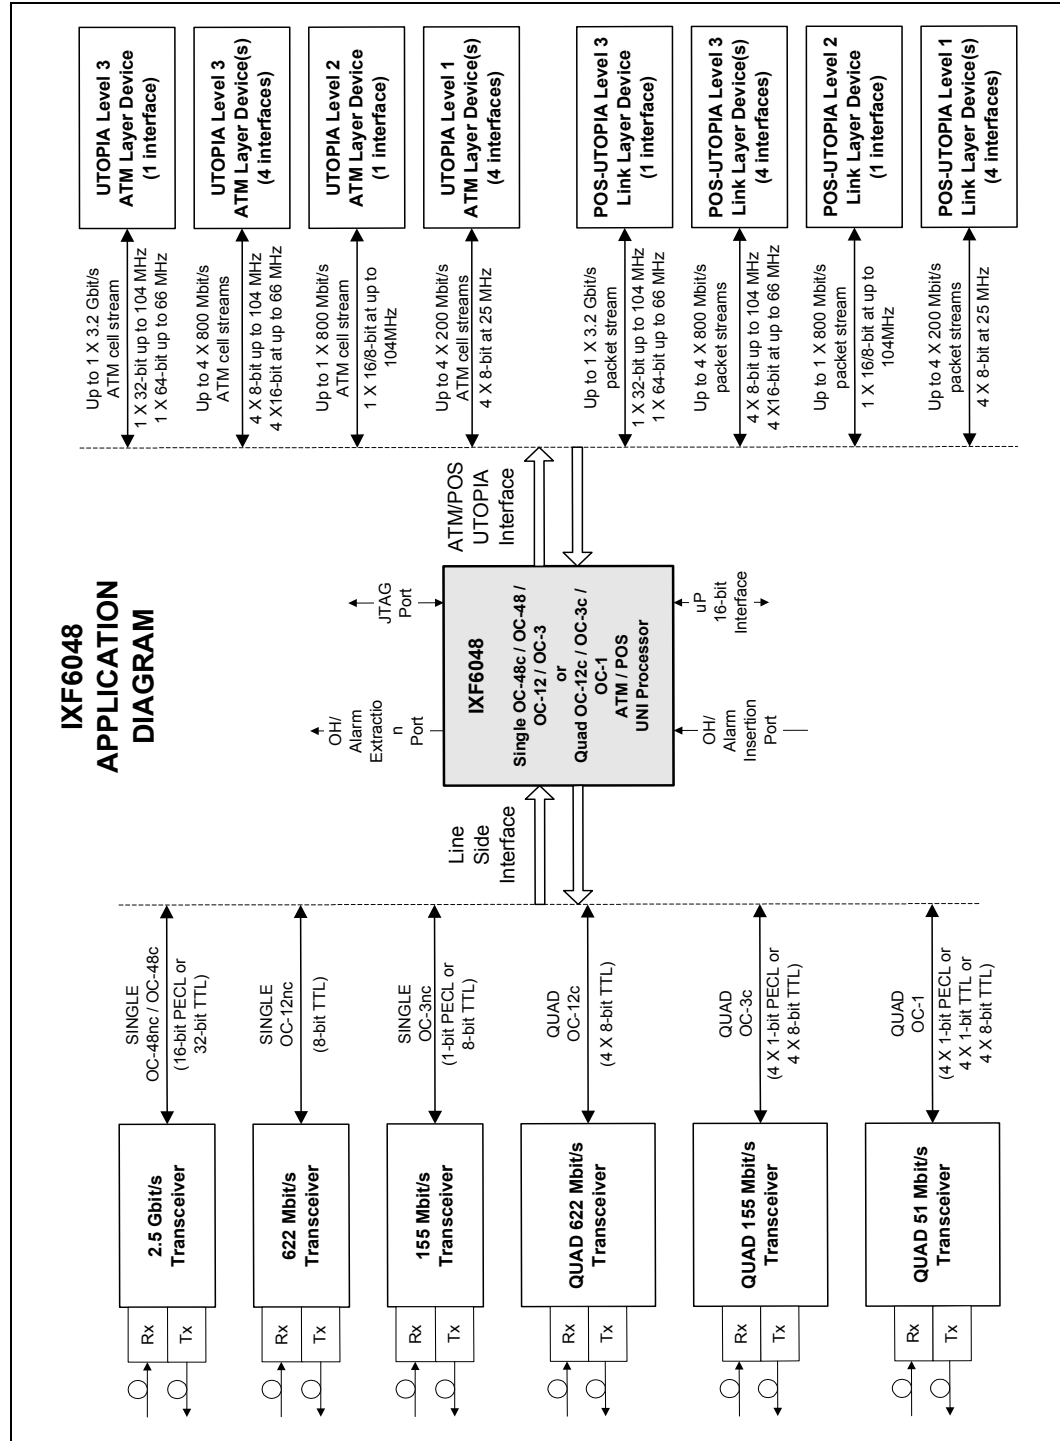 IXF6048
APPLICATION
DIAGRAM
UTOPIA Level 3
ATM Layer Device
(1 interface)
UTOPIA Level 3
ATM Layer Device(s)
(4 interfaces)
UTOPIA Level 2
ATM Layer Device
(1 interface)
UTOPIA Level 1
ATM Layer Device(s)
(4 interfaces)
POS-UTOPIA Level 3
Link Layer Device
(1 interface)
POS-UTOPIA Level 3
Link Layer Device(s)
(4 interfaces)
POS-UTOPIA Level 2
Link Layer Device
(1 interface)
POS-UTOPIA Level 1
Link Layer Device(s)
(4 interfaces)
Up to 1 X 3.2 Gbit/s
ATM cell stream
1 X 32-bit up to 104 MHz
1 X 64-bit up to 66 MHz
Up to 4 X 800 Mbit/s
ATM cell streams
4 X 8-bit up to 104 MHz
4 X16-bit at up to 66 MHz
Up to 1 X 800 Mbit/s
ATM cell stream
1 X 16/8-bit at up to
104MHz
Up to 4 X 200 Mbit/s
ATM cell streams
4 X 8-bit at 25 MHz
Up to 1 X 3.2 Gbit/s
packet stream
1 X 32-bit up to 104 MHz
1 X 64-bit up to 66 MHz
Up to 4 X 800 Mbit/s
packet streams
4 X 8-bit up to 104 MHz
4 X16-bit at up to 66 MHz
Up to 1 X 800 Mbit/s
packet stream
1 X 16/8-bit at up to
104MHz
Up to 4 X 200 Mbit/s
packet streams
4 X 8-bit at 25 MHz
ATM/POS
UTOPIA
Interface
JTAG
Port
OH/
Alarm
Extractio
n Port
IXF6048
Single OC-48c / OC-48 /
OC-12 / OC-3
or
Quad OC-12c / OC-3c /
OC-1
ATM / POS
UNI Processor
uP
16-bit
Interface
OH/
Alarm
Insertion
Port
Line
Side
Interface
SINGLE
OC-48nc / OC-48c
(16-bit PECL or
32-bit TTL)
SINGLE
OC-12nc
(8-bit TTL)
SINGLE
OC-3nc
(1-bit PECL or
8-bit TTL)
QUAD
OC-12c
(4 X 8-bit TTL)
QUAD
OC-3c
(4 X 1-bit PECL or
4 X 8-bit TTL)
QUAD
OC-1
(4 X 1-bit PECL or
4 X 1-bit TTL or
4 X 8-bit TTL)
2.5 Gbit/s
Transceiver
Rx
Tx
622 Mbit/s
Transceiver
Rx
Tx
155 Mbit/s
Transceiver
Rx
Tx
QUAD 622 Mbit/s
Transceiver
Rx
Tx
QUAD 155 Mbit/s
Transceiver
Rx
Tx
QUAD 51 Mbit/s
Transceiver
Rx
Tx